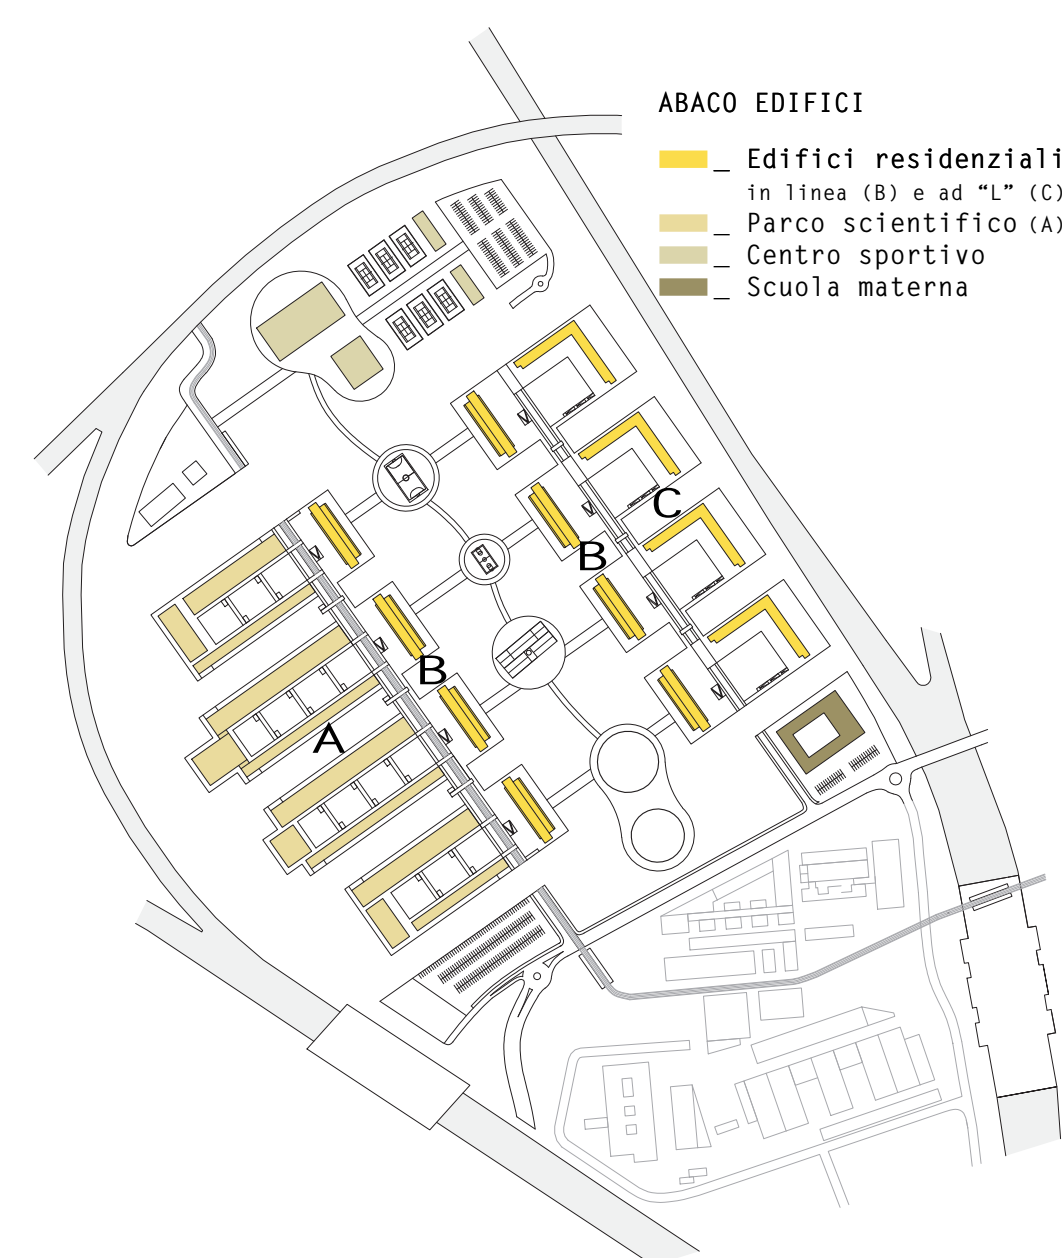 ABACO EDIFICI
_ Edifici residenziali
in linea (B) e ad “L” (C)
_ Parco scientifico (A)
_ Centro sportivo
_ Scuola materna
C
B
B
A